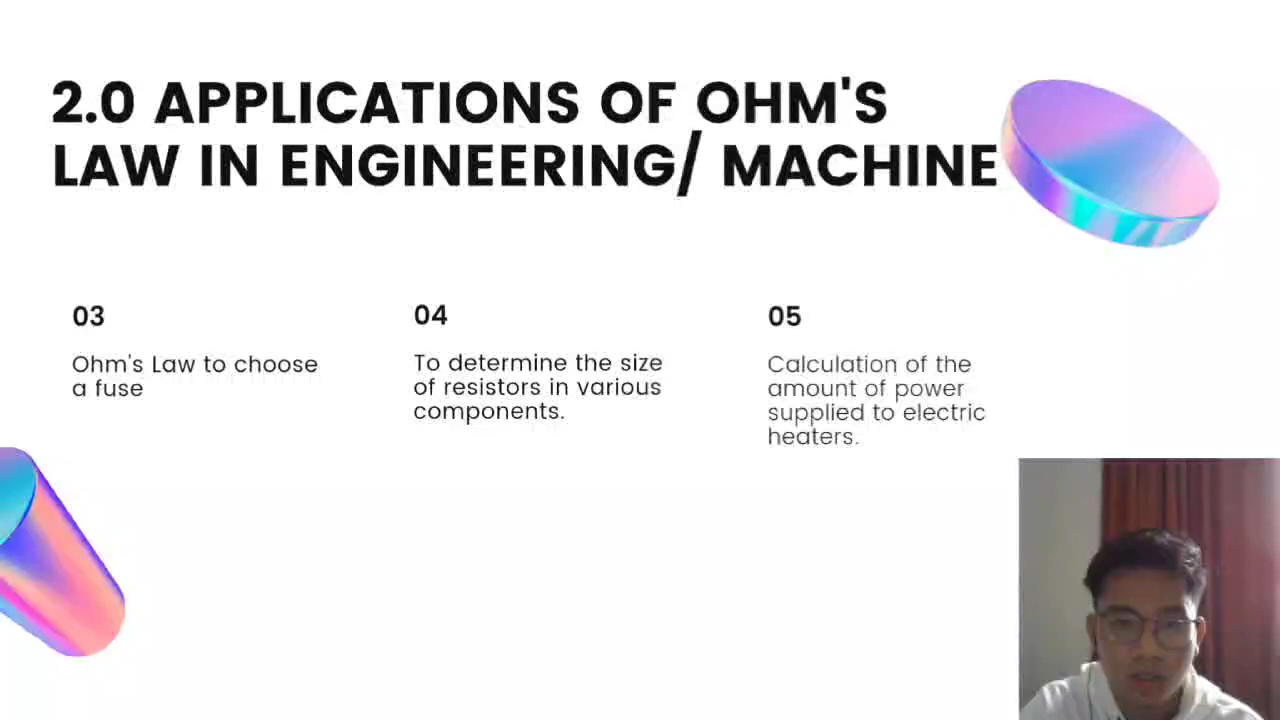 2.0 APPLICATIONS OF OHM'S
LAW IN ENGINEERING/ MACHINE
03
Ohm's Law to choose
a fuse
04
To determine the size
of resistors in various
components.
05
Calculation of the
amount of power
supplied to electric
heaters.